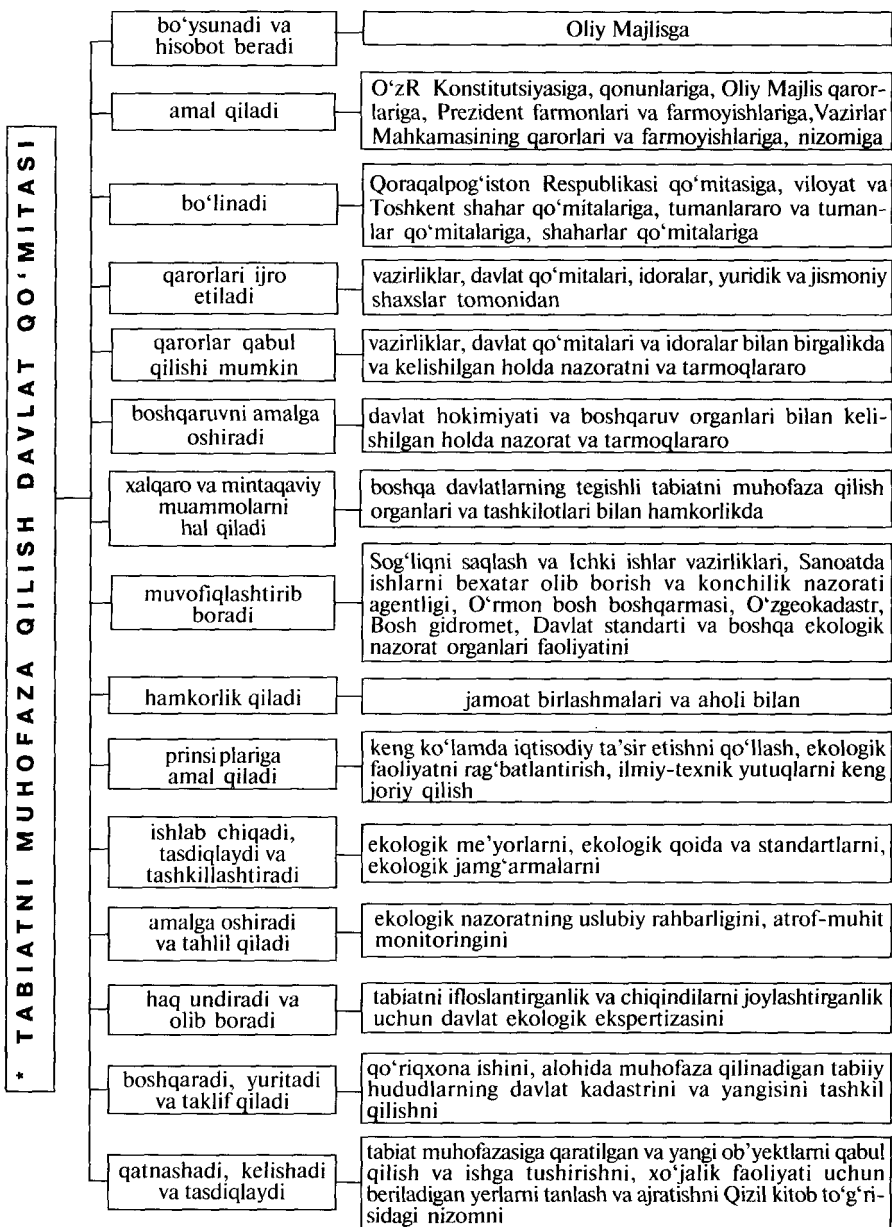 * TABIATNI MUHOFAZA QILISH DAVLAT QO‘MITASI
bo‘ysunadi va
hisobot beradi
Oliy Majlisga
amal qiladi
O‘zR Konstitutsiyasiga, qonunlariga, Oliy Majlis qaror-
lariga, Prezident farmonlari va farmoyishlariga,Vazirlar
Mahkamasining qarorlari va farmoyishlariga, nizomiga
bo‘linadi
Qoraqalpog‘iston Respublikasi qo‘mitasiga, viloyat va
Toshkent shahar qo‘mitalariga, tumanlararo va tuman-
lar qo‘mitalariga, shaharlar qo‘mitalariga
qarorlari ijro
etiladi
vazirliklar, davlat qo‘mitalari, idoralar, yuridik va jismoniy
shaxslar tomonidan
qarorlar qabul
qilishi mumkin
vazirliklar, davlat qo‘mitalari va idoralar bilan birgalikda
va kelishilgan holda nazoratni va tarmoqlararo
boshqaruvni amalga
oshiradi
davlat hokimiyati va boshqaruv organlari bilan keli-
shilgan holda nazorat va tarmoqlararo
xalqaro va mintaqaviy
muammolarni
hal qiladi
boshqa davlatlarning tegishli tabiatni muhofaza qilish
organlari va tashkilotlari bilan hamkorlikda
muvofiqlashtirib
boradi
Sog‘liqni saqlash va Ichki ishlar vazirliklari, Sanoatda
ishlarni bexatar olib borish va konchilik nazorati
agentligi, O‘rmon bosh boshqarmasi, O‘zgeokadastr,
Bosh gidromet, Davlat standarti va boshqa ekologik
nazorat organlari faoliyatini
hamkorlik qiladi
jamoat birlashmalari va aholi bilan
prinsiplariga
amal qiladi
keng ko‘lamda iqtisodiy ta’sir etishni qo‘llash, ekologik
faoliyatni rag‘batlantirish, ilmiy-texnik yutuqlarni keng
joriy qilish
ishlab chiqadi,
tasdiqlaydi va
tashkillashtiradi
ekologik me’yorlarni, ekologik qoida va standartlarni,
ekologik jamg‘armalarni
amalga oshiradi
va tahlil qiladi
ekologik nazoratning uslubiy rahbarligini, atrof-muhit
monitoringini
haq undiradi va
olib boradi
tabiatni ifloslantirganlik va chiqindilarni joylashtirganlik
uchun davlat ekologik ekspertizasini
boshqaradi, yuritadi
va taklif qiladi
qo‘riqxona ishini, alohida muhofaza qilinadigan tabiiy
hududlarning davlat kadastrini va yangisini tashkil
qilishni
qatnashadi, kelishadi
va tasdiqlaydi
tabiat muhofazasiga qaratilgan va yangi ob’yektlarni qabul
qilish va ishga tushirishni, xo‘jalik faoliyati uchun
beriladigan yerlarni tanlash va ajratishni Qizil kitob to‘g‘ri-
sidagi nizomni